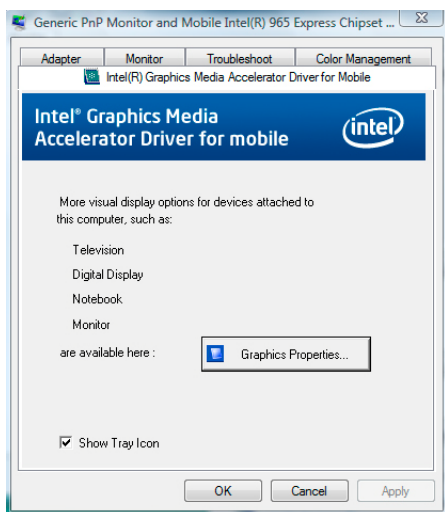 Generic PnP Monitor and Mobile Intel(R) 965 Express Chipset ...
Adapter Monitor Troubleshoot Color Management
Intel(R) Graphics Media Accelerator Driver for Mobile
Intel® Graphics Media
Accelerator Driver for mobile
intel
More visual display options for devices attached to
this computer, such as:
Television
Digital Display
Notebook
Monitor
are available here :
Graphics Properties...
Show Tray Icon
OK Cancel Apply